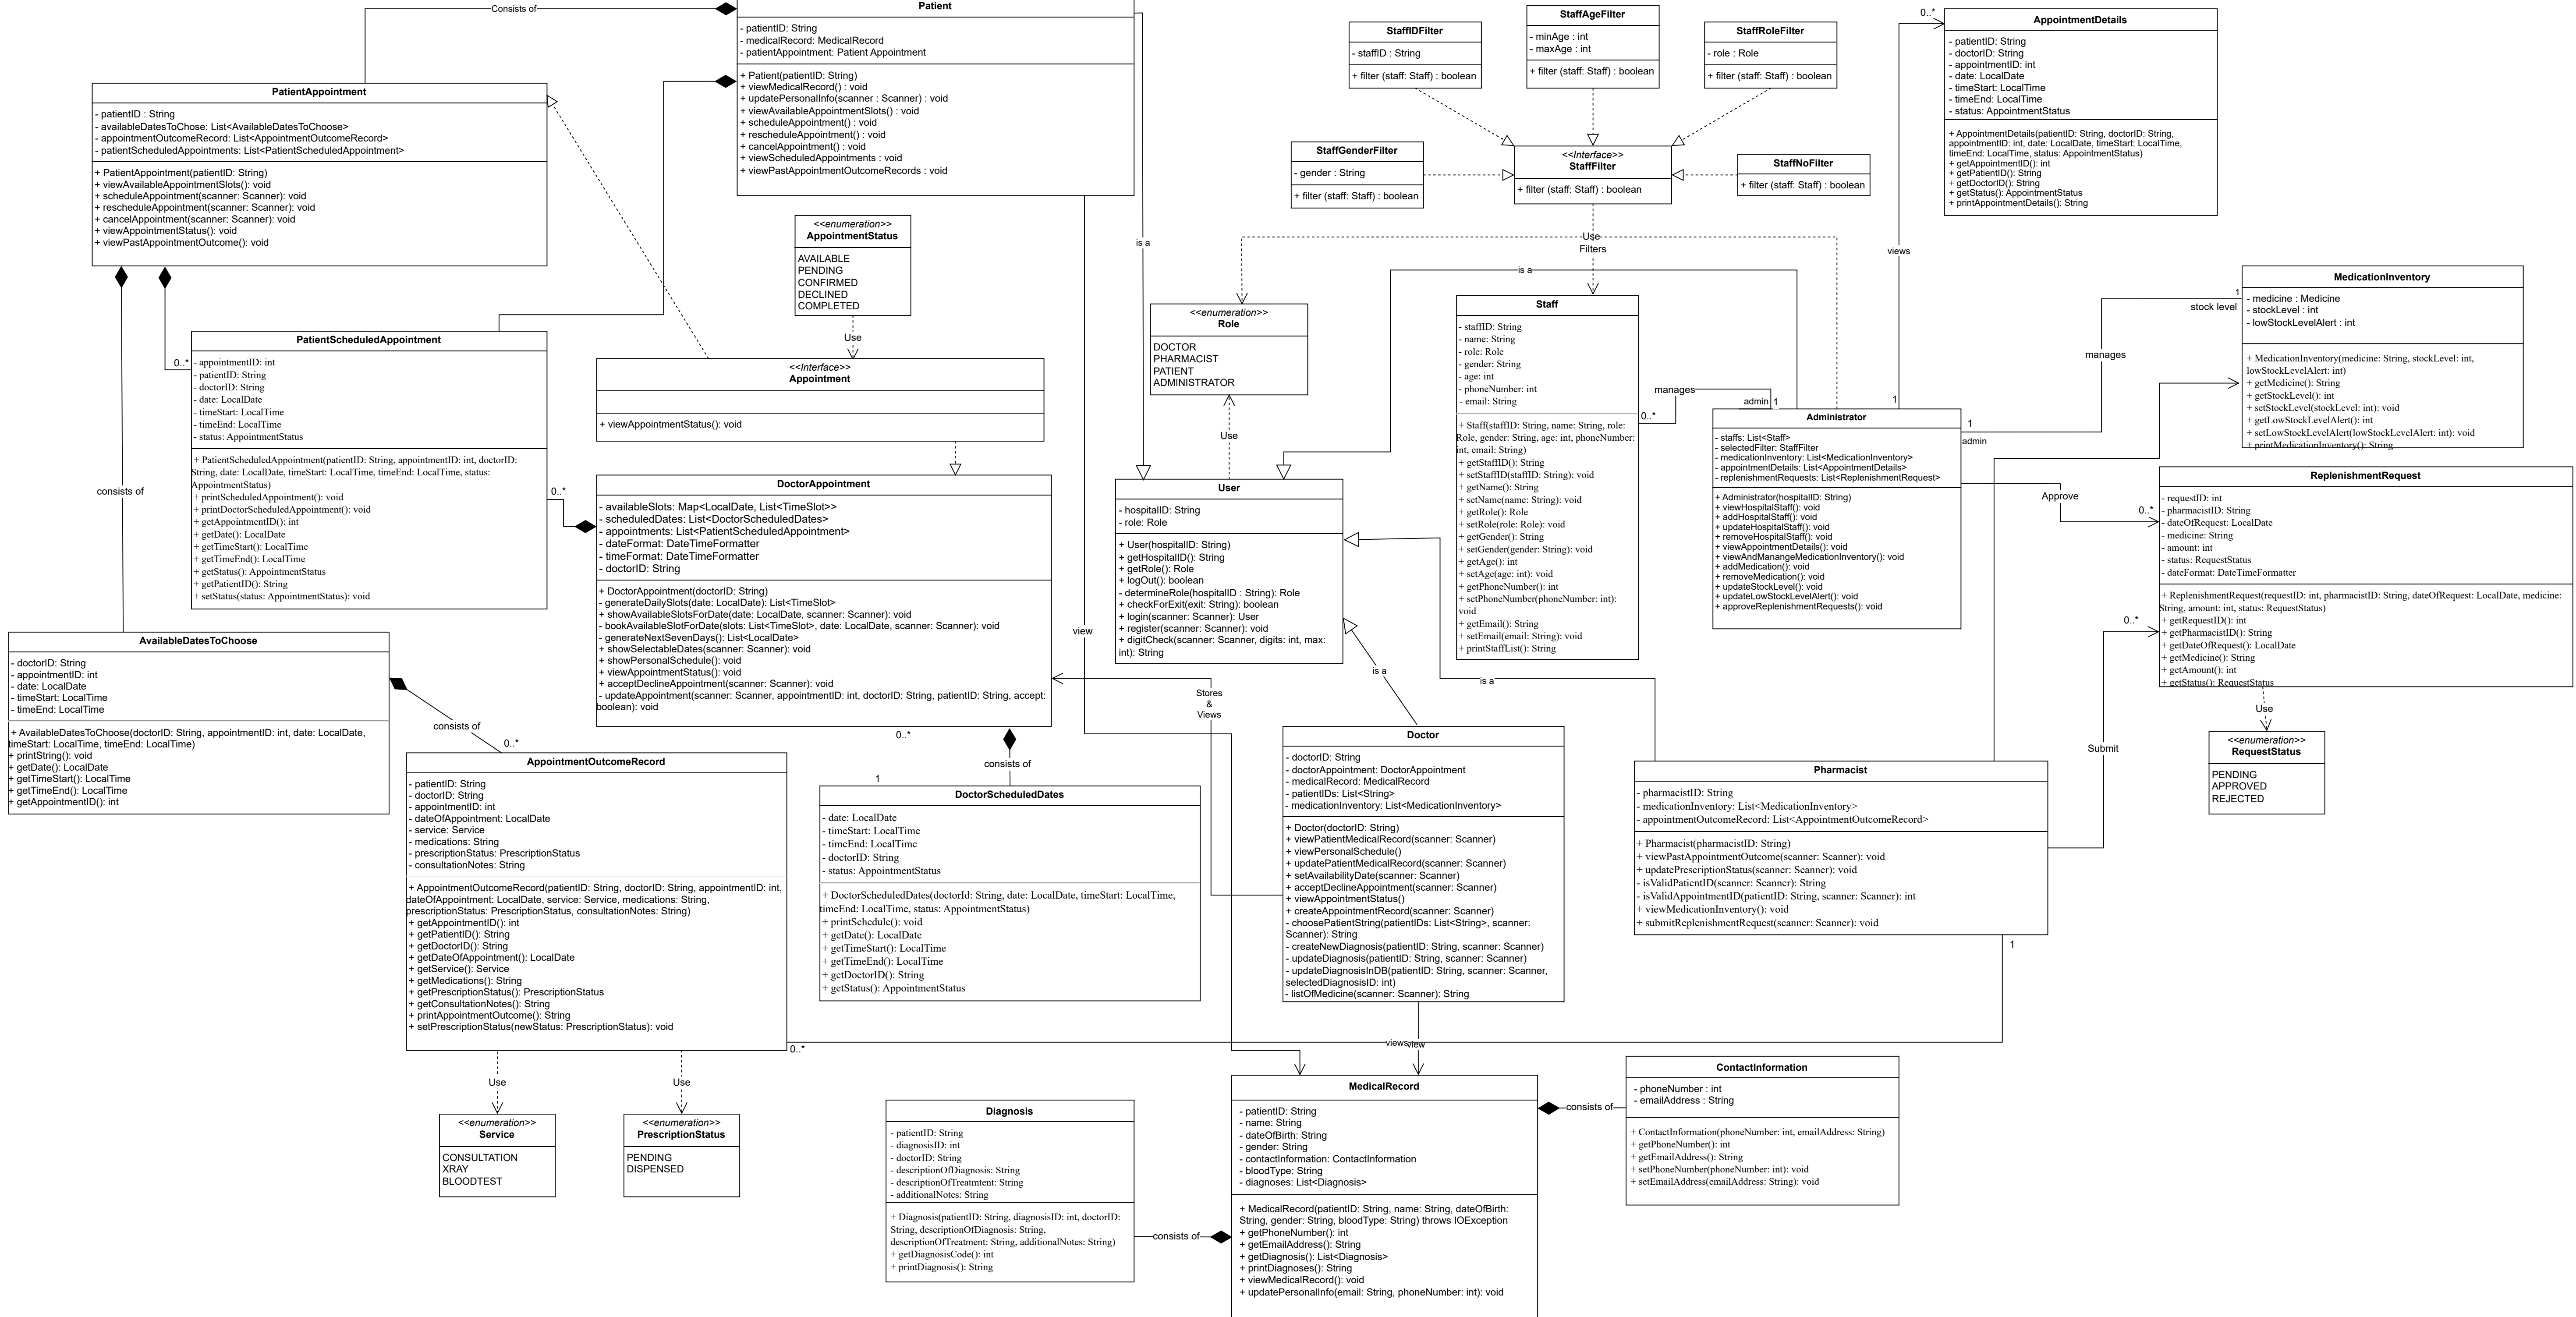 Consists of
Patient
- patientID: String
- medicalRecord: MedicalRecord
- patientAppointment: Patient Appointment
+ Patient(patientID: String)
+ viewMedicalRecord() : void
+ updatePersonalInfo(scanner : Scanner) : void
+ viewAvailableAppointmentSlots() : void
+ scheduleAppointment() : void
+ rescheduleAppointment() : void
+ cancelAppointment() : void
+ viewScheduledAppointments : void
+ viewPastAppointmentOutcomeRecords : void
PatientAppointment
- patientID : String
- availableDatesToChose: List<AvailableDatesToChoose>
- appointmentOutcomeRecord: List<AppointmentOutcomeRecord>
- patientScheduledAppointments: List<PatientScheduledAppointment>
+ PatientAppointment(patientID: String)
+ viewAvailableAppointmentSlots(): void
+ scheduleAppointment(scanner: Scanner): void
+ rescheduleAppointment(scanner: Scanner): void
+ cancelAppointment(scanner: Scanner): void
+ viewAppointmentStatus(): void
+ viewPastAppointmentOutcome(): void
StaffIDFilter
- staffID : String
+ filter (staff: Staff) : boolean
StaffAgeFilter
- minAge : int
- maxAge : int
+ filter (staff: Staff) : boolean
StaffRoleFilter
- role : Role
+ filter (staff: Staff) : boolean
StaffGenderFilter
- gender : String
+ filter (staff: Staff) : boolean
<<Interface>>
StaffFilter
+ filter (staff: Staff) : boolean
StaffNoFilter
+ filter (staff: Staff) : boolean
0..*
AppointmentDetails
- patientID: String
- doctorID: String
- appointmentID: int
- date: LocalDate
- timeStart: LocalTime
- timeEnd: LocalTime
- status: AppointmentStatus
+ AppointmentDetails(patientID: String, doctorID: String,
appointmentID: int, date: LocalDate, timeStart: LocalTime,
timeEnd: LocalTime, status: AppointmentStatus)
+ getAppointmentID(): int
+ getPatientID(): String
+ getDoctorID(): String
+ getStatus(): AppointmentStatus
+ printAppointmentDetails(): String
<<enumeration>>
AppointmentStatus
AVAILABLE
PENDING
CONFIRMED
DECLINED
COMPLETED
Use
is a
Use
Filters
views
is a
<<enumeration>>
Role
DOCTOR
PHARMACIST
PATIENT
ADMINISTRATOR
Use
Staff
- staffID: String
- name: String
- role: Role
- gender: String
- age: int
- phoneNumber: int
- email: String
+ Staff(staffID: String, name: String, role:
Role, gender: String, age: int, phoneNumber:
int, email: String)
+ getStaffID(): String
+ setStaffID(staffID: String): void
+ getName(): String
+ setName(name: String): void
+ getRole(): Role
+ setRole(role: Role): void
+ getGender(): String
+ setGender(gender: String): void
+ getAge(): int
+ setAge(age: int): void
+ getPhoneNumber(): int
+ setPhoneNumber(phoneNumber: int):
void
+ getEmail(): String
+ setEmail(email: String): void
+ printStaffList(): String
manages
0..*
admin
1
1
Administrator
- staffs: List<Staff>
- selectedFilter: StaffFilter
- medicationInventory: List<MedicationInventory>
- appointmentDetails: List<AppointmentDetails>
- replenishmentRequests: List<ReplenishmentRequest>
+ Administrator(hospitalID: String)
+ viewHospitalStaff(): void
+ addHospitalStaff(): void
+ updateHospitalStaff(): void
+ removeHospitalStaff(): void
+ viewAppointmentDetails(): void
+ viewAndManangeMedicationInventory(): void
+ addMedication(): void
+ removeMedication(): void
+ updateStockLevel(): void
+ updateLowStockLevelAlert(): void
+ approveReplenishmentRequests(): void
1
admin
manages
1
stock level
MedicationInventory
- medicine : Medicine
- stockLevel : int
- lowStockLevelAlert : int
+ MedicationInventory(medicine: String, stockLevel: int,
lowStockLevelAlert: int)
+ getMedicine(): String
+ getStockLevel(): int
+ setStockLevel(stockLevel: int): void
+ getLowStockLevelAlert(): int
+ setLowStockLevelAlert(lowStockLevelAlert: int): void
+ printMedicationInventory(): String
Approve
0..*
ReplenishmentRequest
- requestID: int
- pharmacistID: String
- dateOfRequest: LocalDate
- medicine: String
- amount: int
- status: RequestStatus
- dateFormat: DateTimeFormatter
+ ReplenishmentRequest(requestID: int, pharmacistID: String, dateOfRequest: LocalDate, medicine:
String, amount: int, status: RequestStatus)
+ getRequestID(): int
+ getPharmacistID(): String
+ getDateOfRequest(): LocalDate
+ getMedicine(): String
+ getAmount(): int
+ getStatus(): RequestStatus
0..*
Submit
Use
<<enumeration>>
RequestStatus
PENDING
APPROVED
REJECTED
0..*
PatientScheduledAppointment
- appointmentID: int
- patientID: String
- doctorID: String
- date: LocalDate
- timeStart: LocalTime
- timeEnd: LocalTime
- status: AppointmentStatus
+ PatientScheduledAppointment(patientID: String, appointmentID: int, doctorID:
String, date: LocalDate, timeStart: LocalTime, timeEnd: LocalTime, status:
AppointmentStatus)
+ printScheduledAppointment(): void
+ printDoctorScheduledAppointment(): void
+ getAppointmentID(): int
+ getDate(): LocalDate
+ getTimeStart(): LocalTime
+ getTimeEnd(): LocalTime
+ getStatus(): AppointmentStatus
+ getPatientID(): String
+ setStatus(status: AppointmentStatus): void
consists of
<<Interface>>
Appointment
+ viewAppointmentStatus(): void
0..*
DoctorAppointment
- availableSlots: Map<LocalDate, List<TimeSlot>>
- scheduledDates: List<DoctorScheduledDates>
- appointments: List<PatientScheduledAppointment>
- dateFormat: DateTimeFormatter
- timeFormat: DateTimeFormatter
- doctorID: String
+ DoctorAppointment(doctorID: String)
- generateDailySlots(date: LocalDate): List<TimeSlot>
+ showAvailableSlotsForDate(date: LocalDate, scanner: Scanner): void
- bookAvailableSlotForDate(slots: List<TimeSlot>, date: LocalDate, scanner: Scanner): void
- generateNextSevenDays(): List<LocalDate>
+ showSelectableDates(scanner: Scanner): void
+ showPersonalSchedule(): void
+ viewAppointmentStatus(): void
+ acceptDeclineAppointment(scanner: Scanner): void
- updateAppointment(scanner: Scanner, appointmentID: int, doctorID: String, patientID: String, accept:
boolean): void
User
- hospitalID: String
- role: Role
+ User(hospitalID: String)
+ getHospitalID(): String
+ getRole(): Role
+ logOut(): boolean
- determineRole(hospitalID : String): Role
+ checkForExit(exit: String): boolean
+ login(scanner: Scanner): User
+ register(scanner: Scanner): void
+ digitCheck(scanner: Scanner, digits: int, max:
int): String
view
is a
is a
Stores
&
Views
AvailableDatesToChoose
- doctorID: String
- appointmentID: int
- date: LocalDate
- timeStart: LocalTime
- timeEnd: LocalTime
+ AvailableDatesToChoose(doctorID: String, appointmentID: int, date: LocalDate,
timeStart: LocalTime, timeEnd: LocalTime)
+ printString(): void
+ getDate(): LocalDate
+ getTimeStart(): LocalTime
+ getTimeEnd(): LocalTime
+ getAppointmentID(): int
consists of
0..*
AppointmentOutcomeRecord
- patientID: String
- doctorID: String
- appointmentID: int
- dateOfAppointment: LocalDate
- service: Service
- medications: String
- prescriptionStatus: PrescriptionStatus
- consultationNotes: String
+ AppointmentOutcomeRecord(patientID: String, doctorID: String, appointmentID: int,
dateOfAppointment: LocalDate, service: Service, medications: String,
prescriptionStatus: PrescriptionStatus, consultationNotes: String)
+ getAppointmentID(): int
+ getPatientID(): String
+ getDoctorID(): String
+ getDateOfAppointment(): LocalDate
+ getService(): Service
+ getMedications(): String
+ getPrescriptionStatus(): PrescriptionStatus
+ getConsultationNotes(): String
+ printAppointmentOutcome(): String
+ setPrescriptionStatus(newStatus: PrescriptionStatus): void
0..*
consists of
1
DoctorScheduledDates
- date: LocalDate
- timeStart: LocalTime
- timeEnd: LocalTime
- doctorID: String
- status: AppointmentStatus
+ DoctorScheduledDates(doctorId: String, date: LocalDate, timeStart: LocalTime,
timeEnd: LocalTime, status: AppointmentStatus)
+ printSchedule(): void
+ getDate(): LocalDate
+ getTimeStart(): LocalTime
+ getTimeEnd(): LocalTime
+ getDoctorID(): String
+ getStatus(): AppointmentStatus
Doctor
- doctorID: String
- doctorAppointment: DoctorAppointment
- medicalRecord: MedicalRecord
- patientIDs: List<String>
- medicationInventory: List<MedicationInventory>
+ Doctor(doctorID: String)
+ viewPatientMedicalRecord(scanner: Scanner)
+ viewPersonalSchedule()
+ updatePatientMedicalRecord(scanner: Scanner)
+ setAvailabilityDate(scanner: Scanner)
+ acceptDeclineAppointment(scanner: Scanner)
+ viewAppointmentStatus()
+ createAppointmentRecord(scanner: Scanner)
- choosePatientString(patientIDs: List<String>, scanner:
Scanner): String
- createNewDiagnosis(patientID: String, scanner: Scanner)
- updateDiagnosis(patientID: String, scanner: Scanner)
- updateDiagnosisInDB(patientID: String, scanner: Scanner,
selectedDiagnosisID: int)
- listOfMedicine(scanner: Scanner): String
Pharmacist
- pharmacistID: String
- medicationInventory: List<MedicationInventory>
- appointmentOutcomeRecord: List<AppointmentOutcomeRecord>
+ Pharmacist(pharmacistID: String)
+ viewPastAppointmentOutcome(scanner: Scanner): void
+ updatePrescriptionStatus(scanner: Scanner): void
- isValidPatientID(scanner: Scanner): String
- isValidAppointmentID(patientID: String, scanner: Scanner): int
+ viewMedicationInventory(): void
+ submitReplenishmentRequest(scanner: Scanner): void
1
0..*
views
view
Use
Use
<<enumeration>>
Service
CONSULTATION
XRAY
BLOODTEST
<<enumeration>>
PrescriptionStatus
PENDING
DISPENSED
Diagnosis
- patientID: String
- diagnosisID: int
- doctorID: String
- descriptionOfDiagnosis: String
- descriptionOfTreatmtent: String
- additionalNotes: String
+ Diagnosis(patientID: String, diagnosisID: int, doctorID:
String, descriptionOfDiagnosis: String,
descriptionOfTreatment: String, additionalNotes: String)
+ getDiagnosisCode(): int
+ printDiagnosis(): String
consists of
MedicalRecord
- patientID: String
- name: String
- dateOfBirth: String
- gender: String
- contactInformation: ContactInformation
- bloodType: String
- diagnoses: List<Diagnosis>
+ MedicalRecord(patientID: String, name: String, dateOfBirth:
String, gender: String, bloodType: String) throws IOException
+ getPhoneNumber(): int
+ getEmailAddress(): String
+ getDiagnosis(): List<Diagnosis>
+ printDiagnoses(): String
+ viewMedicalRecord(): void
+ updatePersonalInfo(email: String, phoneNumber: int): void
consists of
ContactInformation
- phoneNumber : int
- emailAddress : String
+ ContactInformation(phoneNumber: int, emailAddress: String)
+ getPhoneNumber(): int
+ getEmailAddress(): String
+ setPhoneNumber(phoneNumber: int): void
+ setEmailAddress(emailAddress: String): void